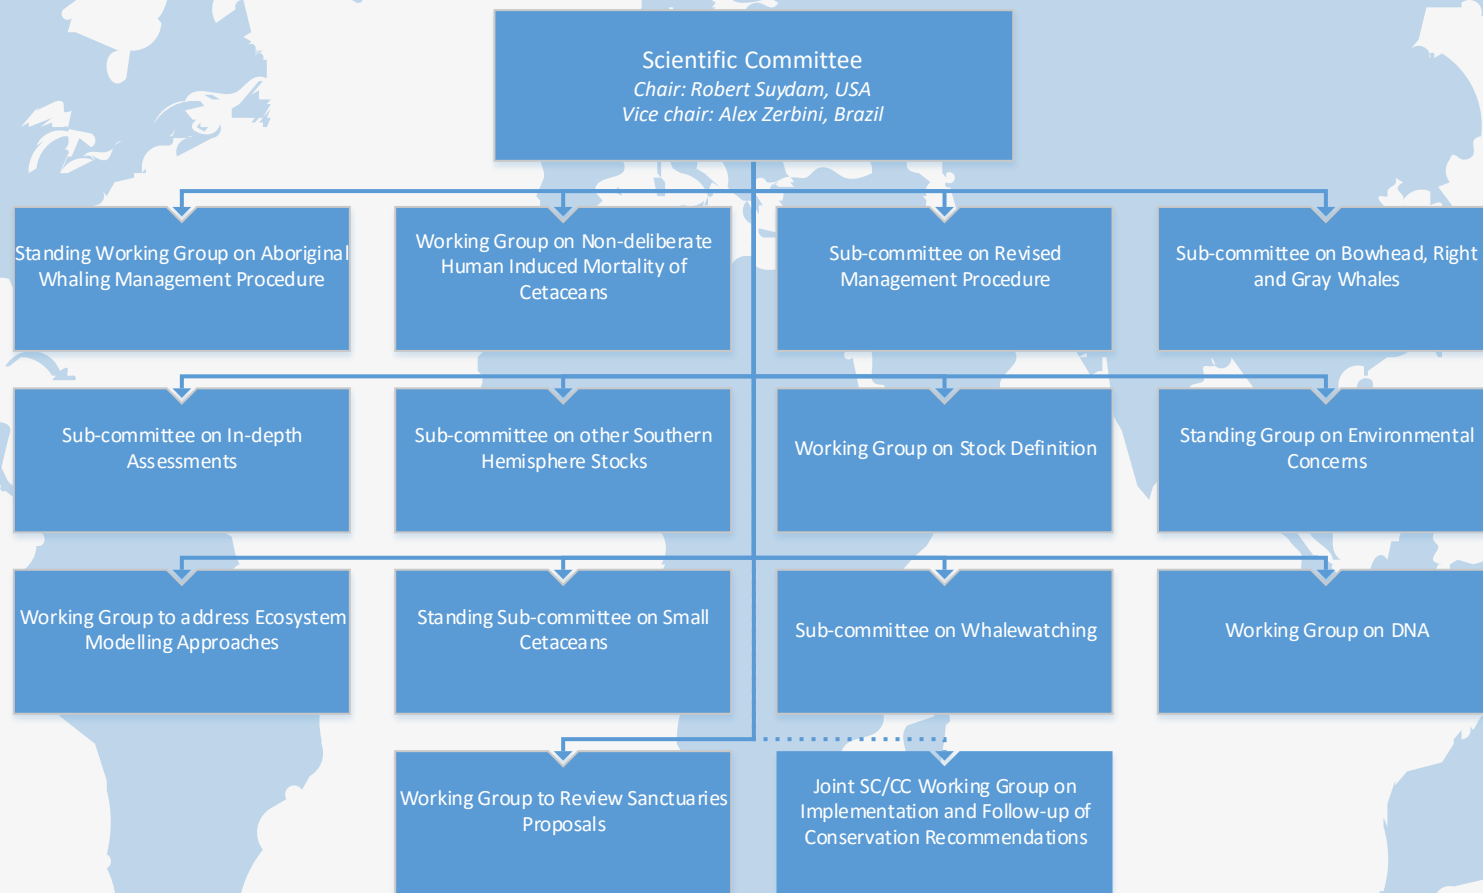 Scientific Committee
Chair: Robert Suydam, USA
Vice chair: Alex Zerbini, Brazil
Standing Working Group on Aboriginal
Whaling Management Procedure
Working Group on Non-deliberate
Human Induced Mortality of
Cetaceans
Sub-committee on Revised
Management Procedure
Sub-committee on Bowhead, Right
and Gray Whales
Sub-committee on In-depth
Assessments
Sub-committee on other Southern
Hemisphere Stocks
Working Group on Stock Definition
Standing Group on Environmental
Concerns
Working Group to address Ecosystem
Modelling Approaches
Standing Sub-committee on Small
Cetaceans
Sub-committee on Whalewatching
Working Group on DNA
Working Group to Review Sanctuaries
Proposals
Joint SC/CC Working Group on
Implementation and Follow-up of
Conservation Recommendations